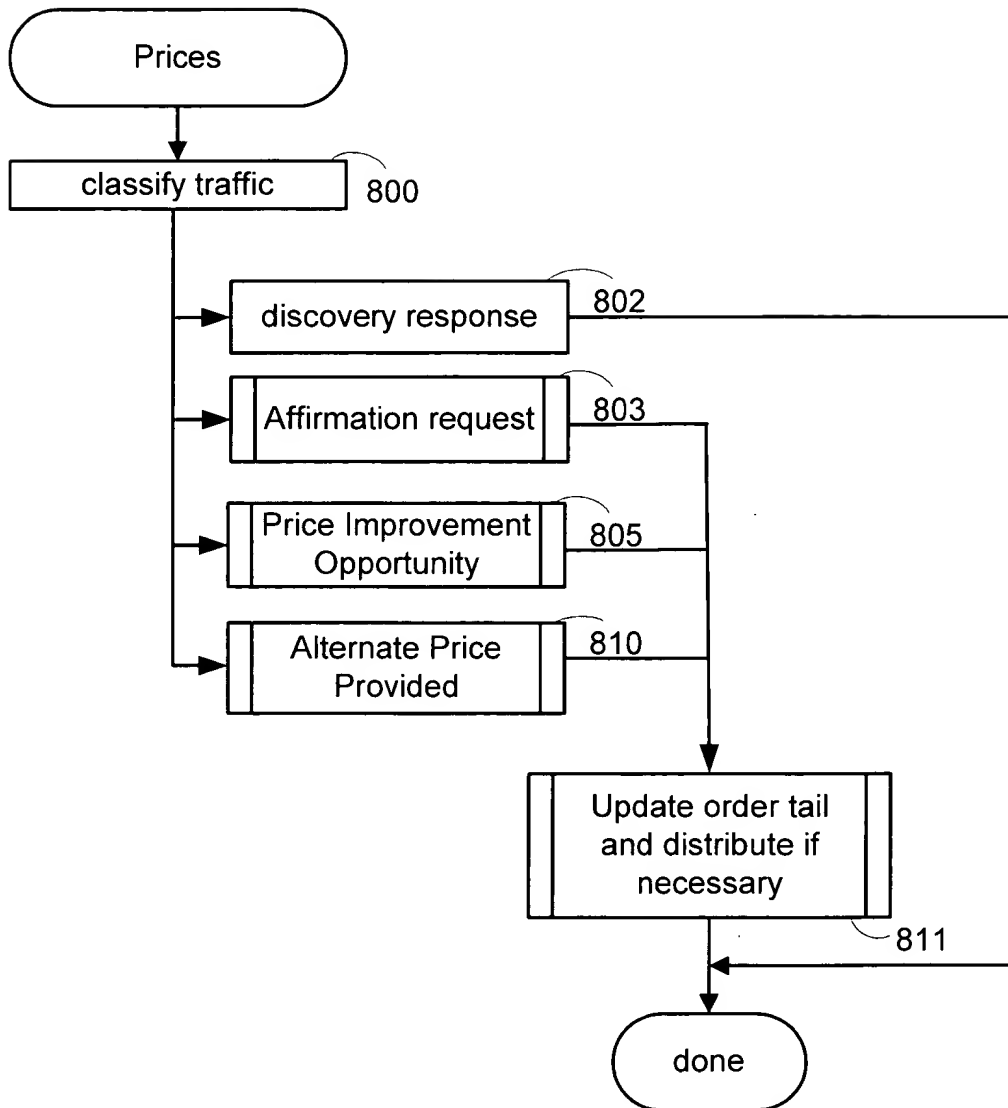 Prices
classify traffic
800
discovery response
802
Affirmation request
803
Price Improvement
Opportunity
805
Alternate Price
Provided
810
Update order tail
and distribute if
necessary
811
done